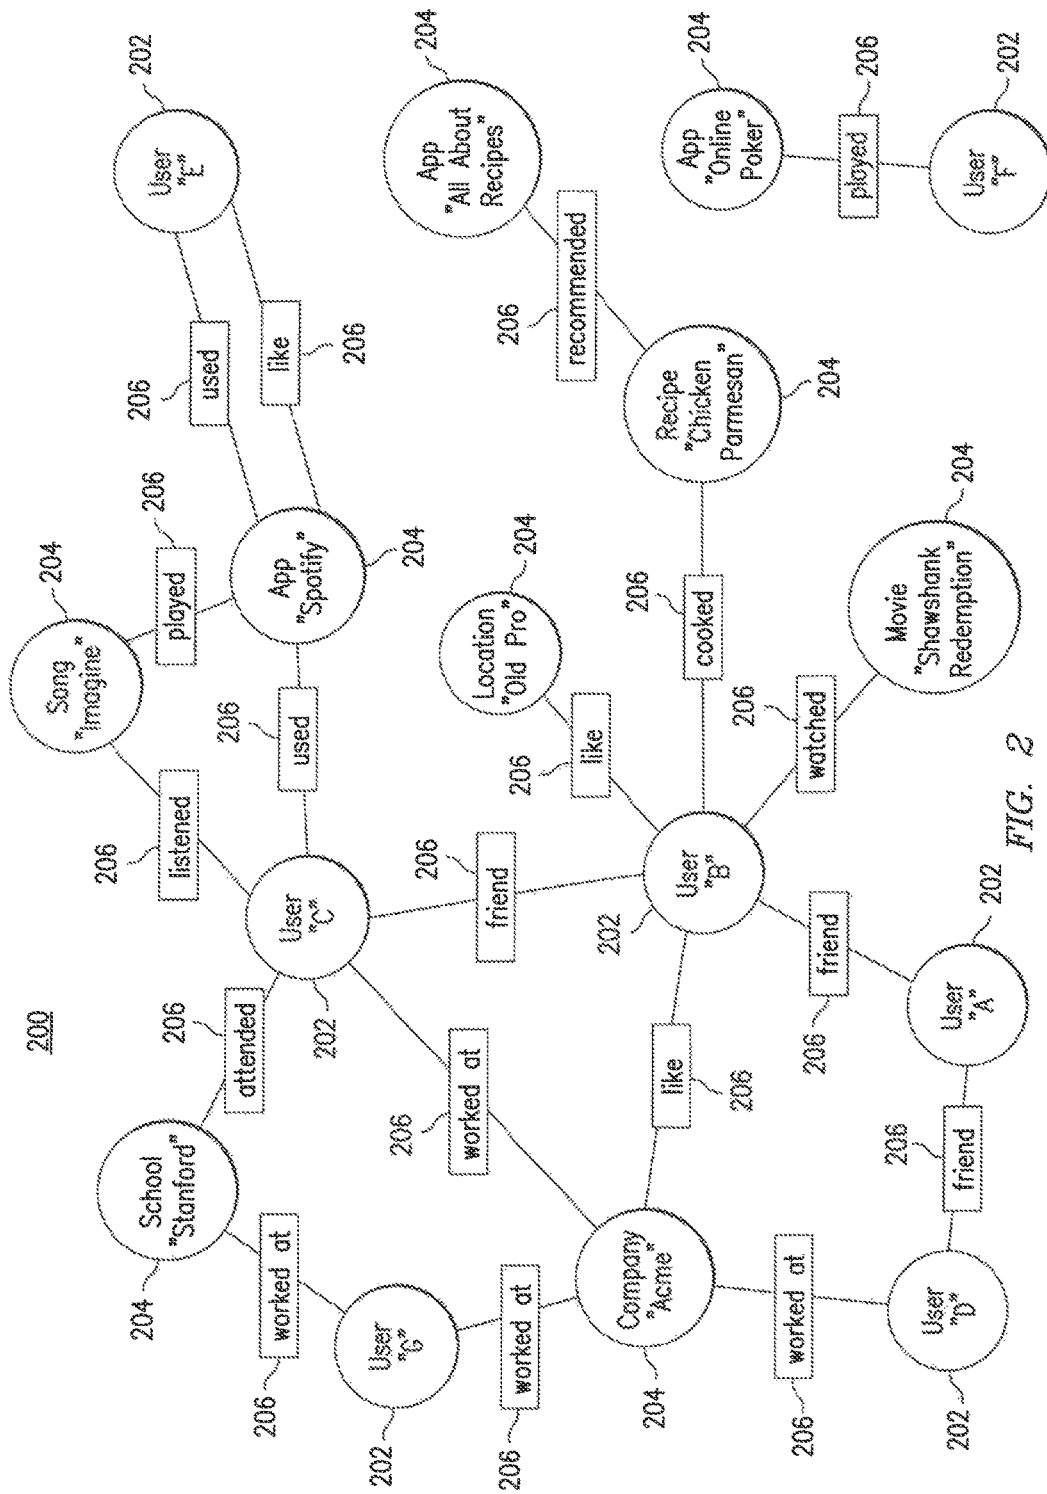 200
204
Song
"Imagine"
206
listened
206
played
202
User
"E"
204
School
"Stanford"
206
attended
206
used
206
worked at
206
used
206
like
206
App
"Spotify"
204
User
"C"
202
202
User
"G"
206
worked at
206
friend
204
Location
"Old Pro"
204
App
"All About
Recipes"
204
206
worked at
206
like
206
recommended
204
Company
"Acme"
like
206
202
User
"B"
206
cooked
Recipe
"Chicken
Parmesan"
204
App
"Online
Poker"
204
206
worked at
206
friend
206
watched
played
206
202
User
"D"
206
friend
User
"A"
202
Movie
"Shawshank
Redemption"
204
User
"F"
202
FIG. 2